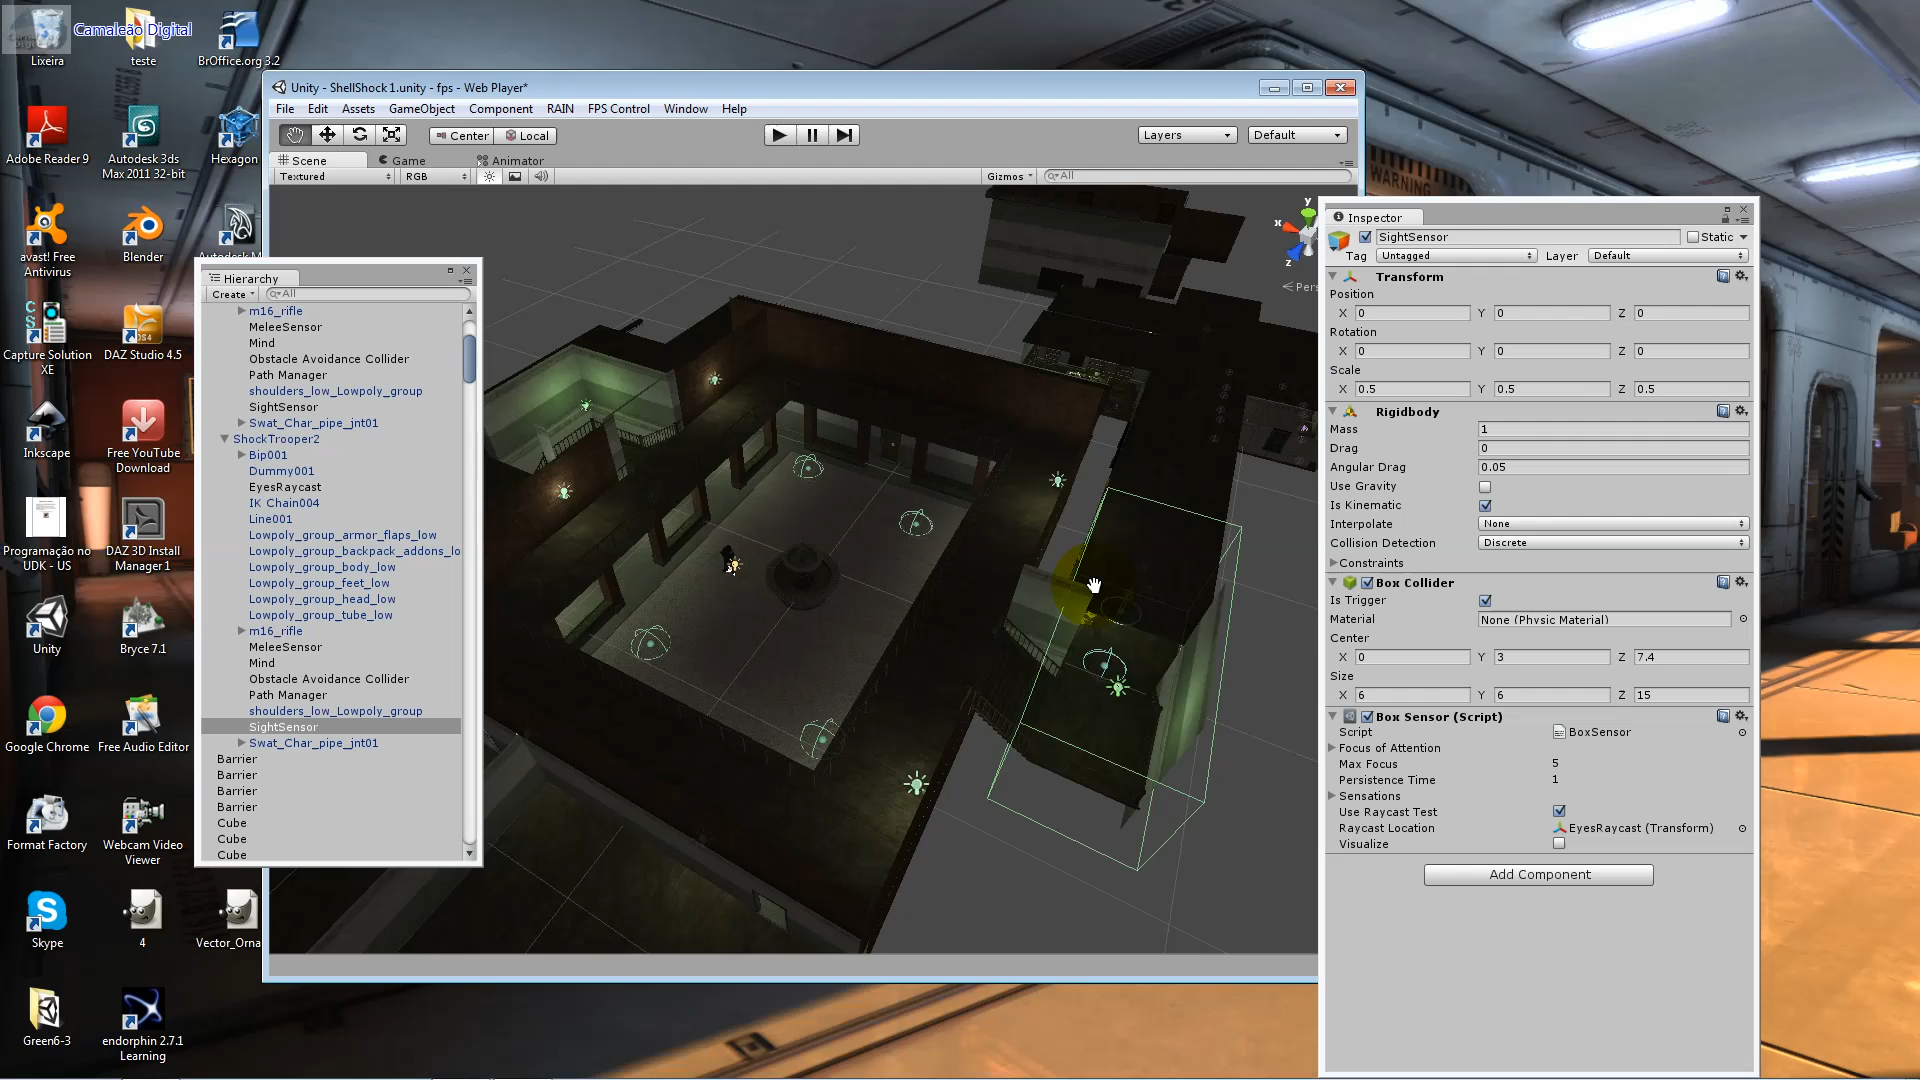 Camaleão Digital
Lixeira
teste
BrOffice.org 3.2
Adobe Reader 9
Autodesk 3ds
Max 2011 32-bit
Hexagon
avast! Free
Antivirus
Blender
Capture Solution
XE
DAZ Studio 4.5
Inkscape
Free YouTube
Download
Programação no
UDK - US
DAZ 3D Install
Manager 1
Unity
Bryce 7.1
Google Chrome
Free Audio Editor
Format Factory
Webcam Video
Viewer
Skype
4
Vector_Orna
Green6-3
endorphin 2.7.1
Learning
Unity - ShellShock 1.unity - fps - Web Player*
File Edit Assets GameObject Component RAIN FPS Control Window Help
Center Local
Layers Default
Scene Game Animator
Textured RGB Gizmos All
WARNING
y
x
z
Pers
Hierarchy
Create All
m16_rifle
MeleeSensor
Mind
Obstacle Avoidance Collider
Path Manager
shoulders_low_Lowpoly_group
SightSensor
Swat_Char_pipe_jnt01
ShockTrooper2
Bip001
Dummy001
EyesRaycast
IK Chain004
Line001
Lowpoly_group_armor_flaps_low
Lowpoly_group_backpack_addons_lo
Lowpoly_group_body_low
Lowpoly_group_feet_low
Lowpoly_group_head_low
Lowpoly_group_tube_low
m16_rifle
MeleeSensor
Mind
Obstacle Avoidance Collider
Path Manager
shoulders_low_Lowpoly_group
SightSensor
Swat_Char_pipe_jnt01
Barrier
Barrier
Barrier
Barrier
Cube
Cube
Cube
Inspector
SightSensor Static
Tag Untagged Layer Default
Transform
Position
X 0 Y 0 Z 0
Rotation
X 0 Y 0 Z 0
Scale
X 0.5 Y 0.5 Z 0.5
Rigidbody
Mass 1
Drag 0
Angular Drag 0.05
Use Gravity
Is Kinematic
Interpolate None
Collision Detection Discrete
Constraints
Box Collider
Is Trigger
Material None (Physic Material)
Center
X 0 Y 3 Z 7.4
Size
X 6 Y 6 Z 15
Box Sensor (Script)
Script BoxSensor
Focus of Attention
Max Focus 5
Persistence Time 1
Sensations
Use Raycast Test
Raycast Location EyesRaycast (Transform)
Visualize
Add Component